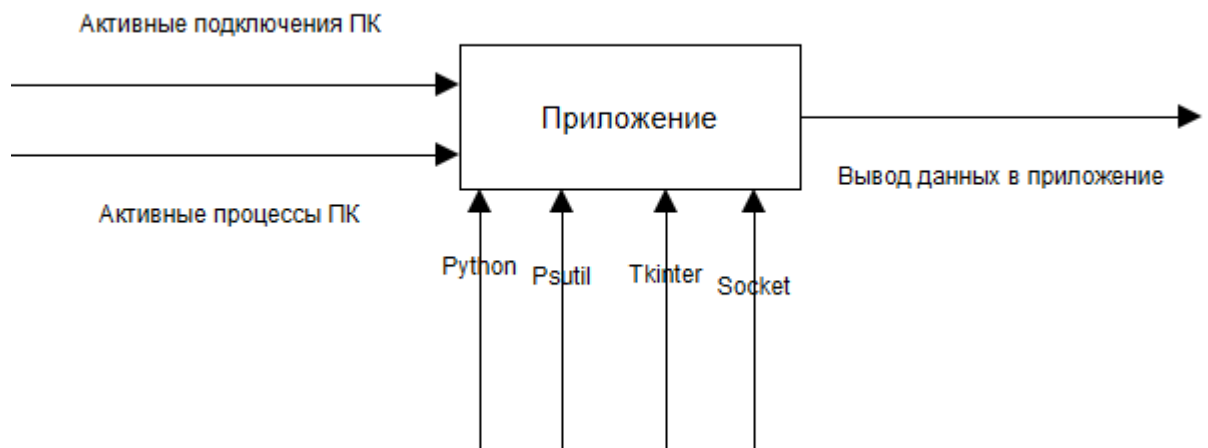 Активные подключения ПК
Приложение
Вывод данных в приложение
Активные процессы ПК
Python
Psutil
Tkinter
Socket